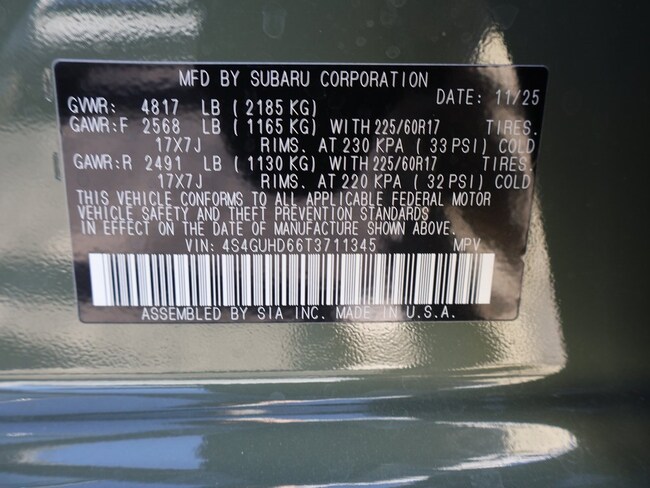 MFD BY SUBARU CORPORATION
DATE: 11/25
GVWR: 4817 LB (2185 KG)
GAWR:F 2568 LB (1165 KG) WITH 225/60R17 TIRES.
17X7J RIMS. AT 230 KPA (33 PSI) COLD
GAWR:R 2491 LB (1130 KG) WITH 225/60R17 TIRES.
17X7J RIMS. AT 220 KPA (32 PSI) COLD
THIS VEHICLE CONFORMS TO ALL APPLICABLE FEDERAL MOTOR
VEHICLE SAFETY AND THEFT PREVENTION STANDARDS
IN EFFECT ON THE DATE OF MANUFACTURE SHOWN ABOVE.
VIN: 4S4GUHD66T3711345 MPV
ASSEMBLED BY SIA INC. MADE IN U.S.A.